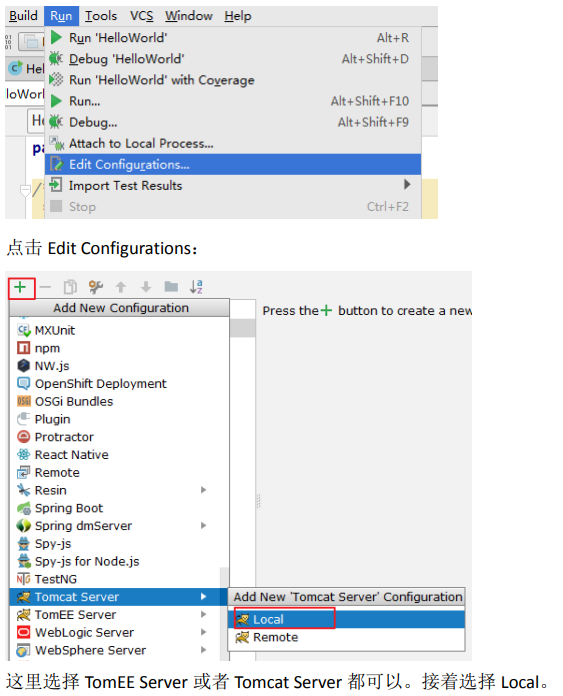 Build Run Tools VCS Window Help
Run 'HelloWorld' Alt+R
Debug 'HelloWorld' Alt+Shift+D
Run 'HelloWorld' with Coverage
Run... Alt+Shift+F10
Debug... Alt+Shift+F9
Attach to Local Process...
Edit Configurations...
Import Test Results
Stop Ctrl+F2
点击 Edit Configurations：
Add New Configuration
Press the + button to create a new
MXUnit
npm
NW.js
OpenShift Deployment
OSGi Bundles
Plugin
Protractor
React Native
Remote
Resin
Spring Boot
Spring dmServer
Spy-js
Spy-js for Node.js
TestNG
Tomcat Server
Add New 'Tomcat Server' Configuration
TomEE Server
Local
WebLogic Server
Remote
WebSphere Server
这里选择 TomEE Server 或者 Tomcat Server 都可以。接着选择 Local。